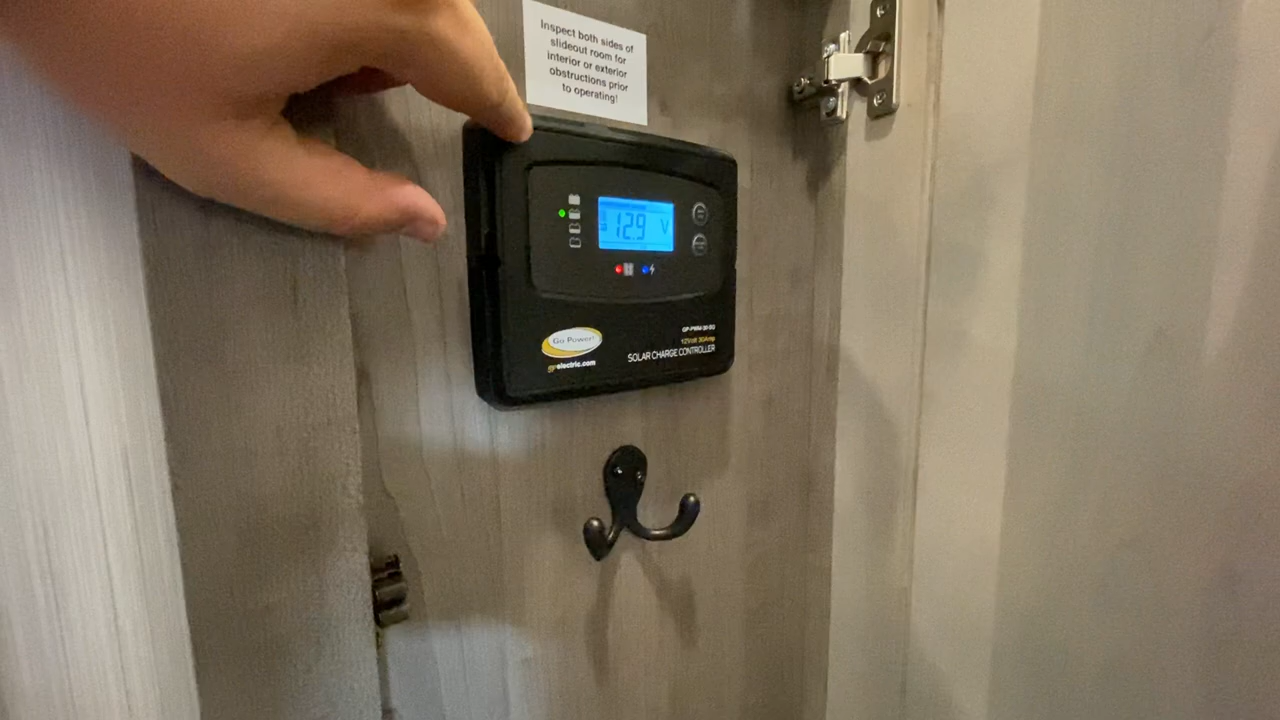 Inspect both sides of
slideout room for
interior or exterior
obstructions prior
to operating!
12.9 V
Go Power!
gpelectric.com
GP-PWM-30-SQ
12Volt 30Amp
SOLAR CHARGE CONTROLLER